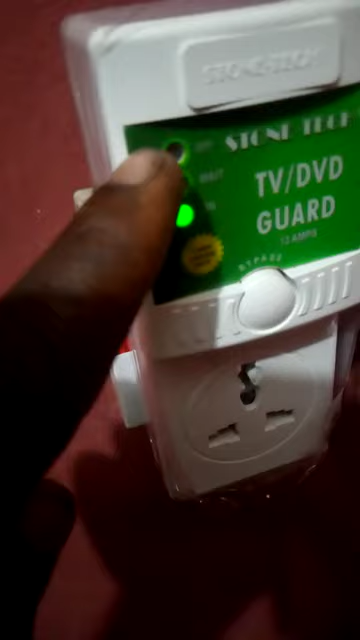 STONE-TECH
STONE TECH
TV/DVD
GUARD
13 AMPS
BYPASS